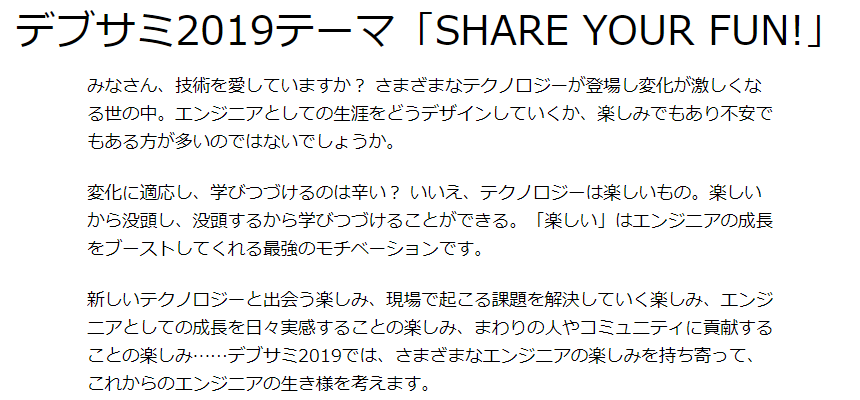 デブサミ2019テーマ「SHARE YOUR FUN!」
みなさん、技術を愛していますか？ さまざまなテクノロジーが登場し変化が激しくな
る世の中。エンジニアとしての生涯をどうデザインしていくか、楽しみでもあり不安で
もある方が多いのではないでしょうか。
変化に適応し、学びつづけるのは辛い？ いいえ、テクノロジーは楽しいもの。楽しい
から没頭し、没頭するから学びつづけることができる。「楽しい」はエンジニアの成長
をブーストしてくれる最強のモチベーションです。
新しいテクノロジーと出会う楽しみ、現場で起こる課題を解決していく楽しみ、エンジ
ニアとしての成長を日々実感することの楽しみ、まわりの人やコミュニティに貢献する
ことの楽しみ……デブサミ2019では、さまざまなエンジニアの楽しみを持ち寄って、
これからのエンジニアの生き様を考えます。